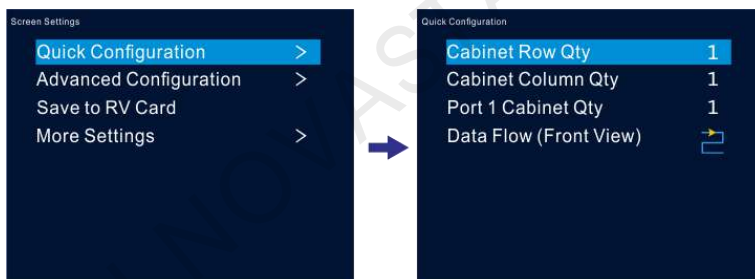 Screen Settings
Quick Configuration >
Advanced Configuration >
Save to RV Card
More Settings >
Quick Configuration
Cabinet Row Qty 1
Cabinet Column Qty 1
Port 1 Cabinet Qty 1
Data Flow (Front View)